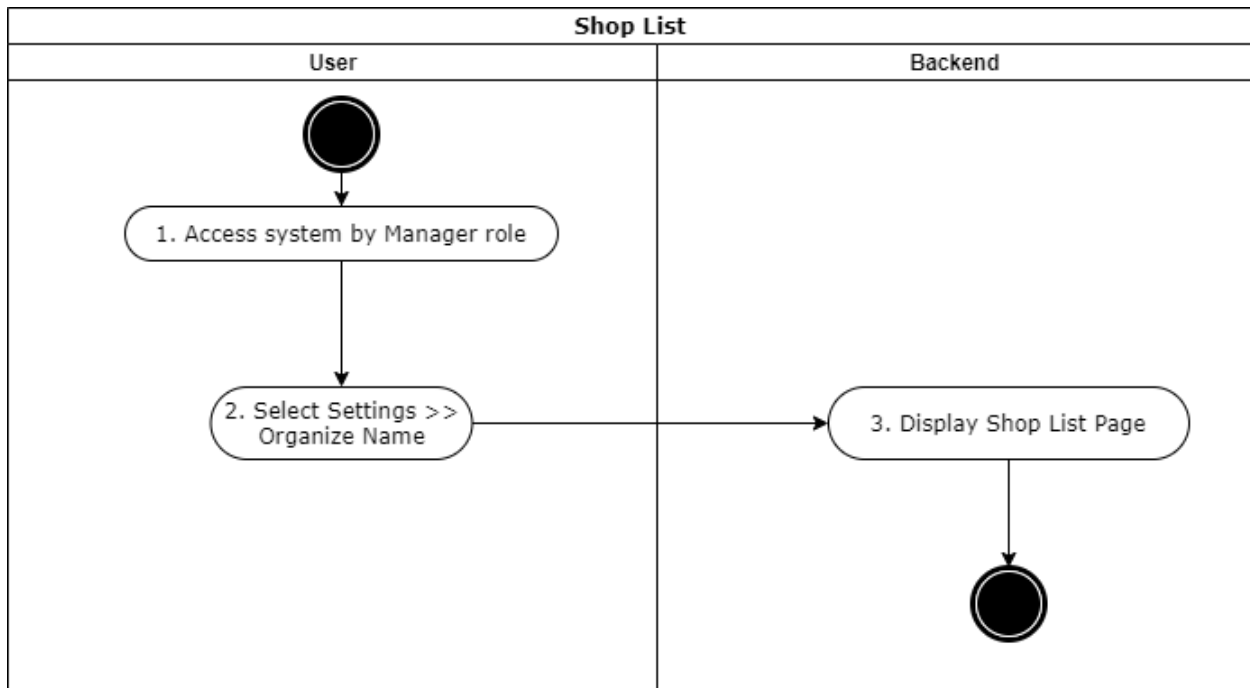 Shop List
User
Backend
1. Access system by Manager role
2. Select Settings >>
Organize Name
3. Display Shop List Page